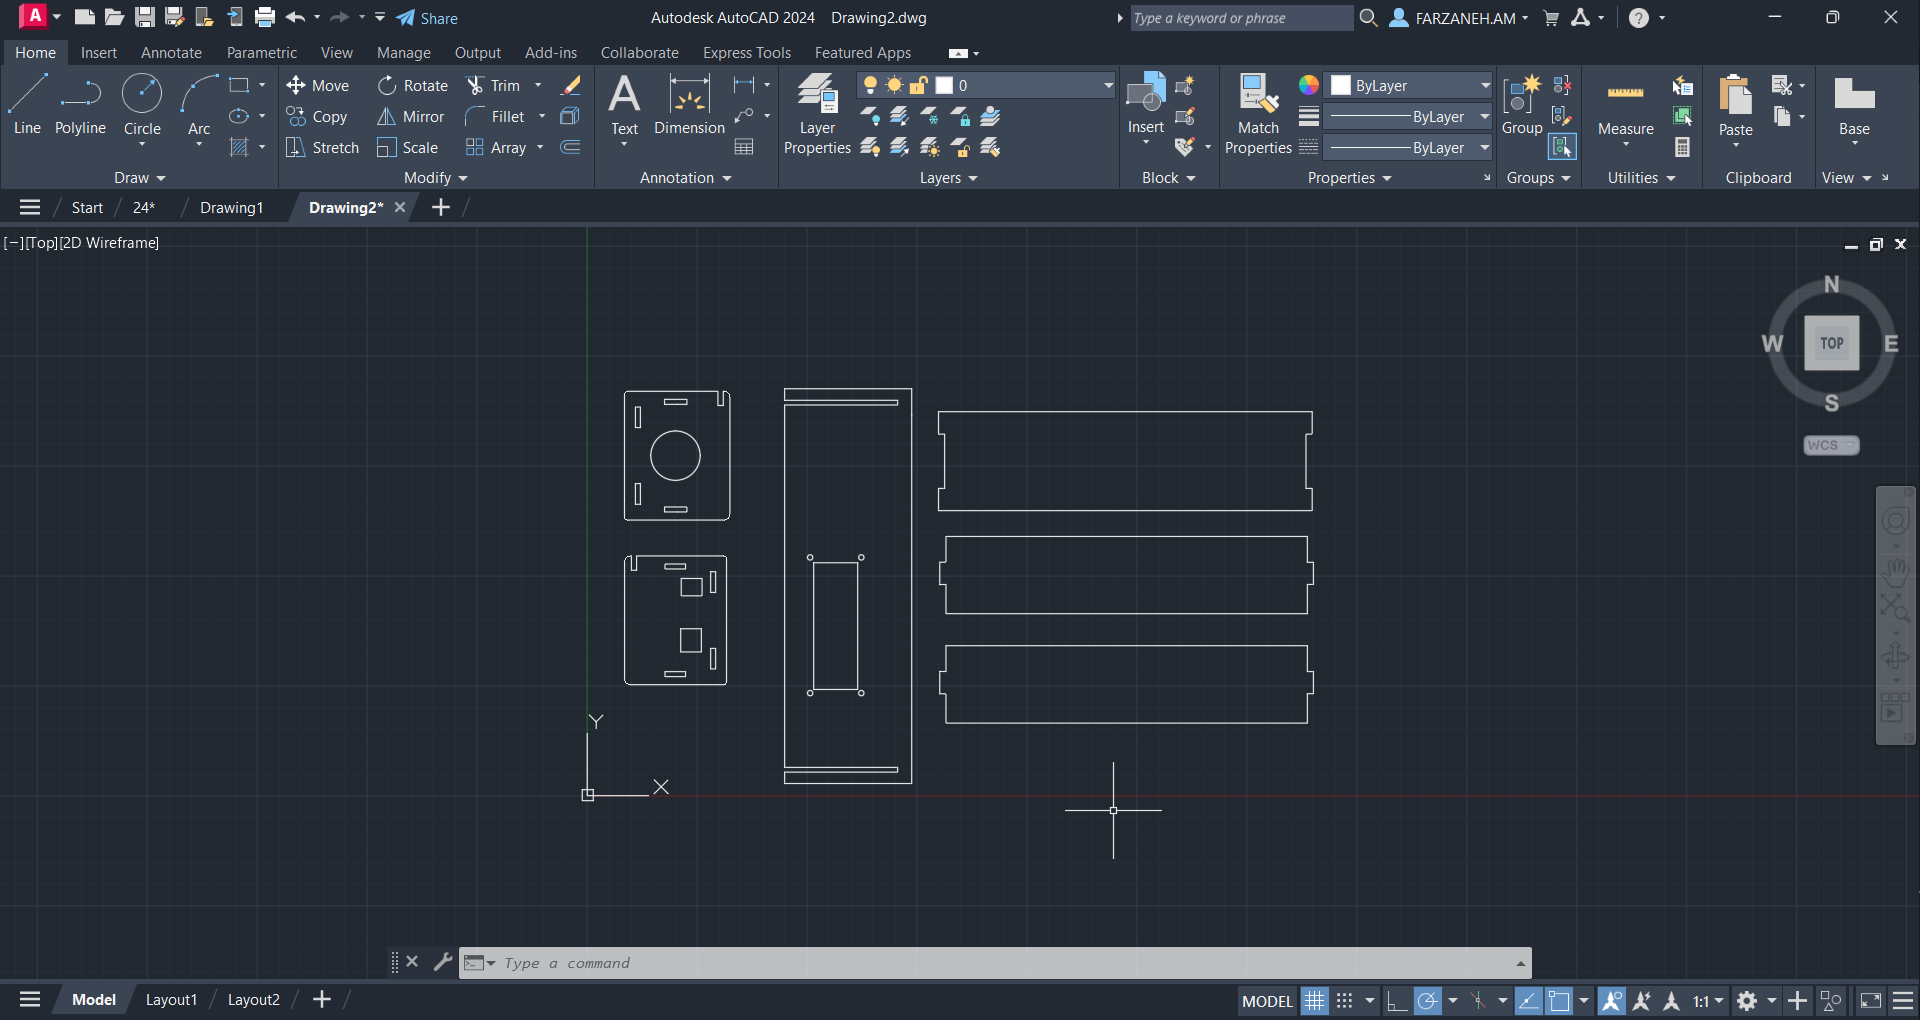 A
Share
Autodesk AutoCAD 2024 Drawing2.dwg
Type a keyword or phrase
FARZANEH.AM
?
Home Insert Annotate Parametric View Manage Output Add-ins Collaborate Express Tools Featured Apps
Line
Polyline
Circle
Arc
Draw
Move Rotate Trim
Copy Mirror Fillet
Stretch Scale Array
Modify
A
Text
Dimension
Annotation
Layer
Properties
0
Layers
Insert
Block
Match
Properties
ByLayer
ByLayer
ByLayer
Properties
Group
Groups
Measure
Utilities
Paste
Clipboard
Base
View
Start 24* Drawing1 Drawing2*
[−][Top][2D Wireframe]
N
W TOP E
S
WCS
Y
X
Type a command
Model Layout1 Layout2
MODEL
1:1